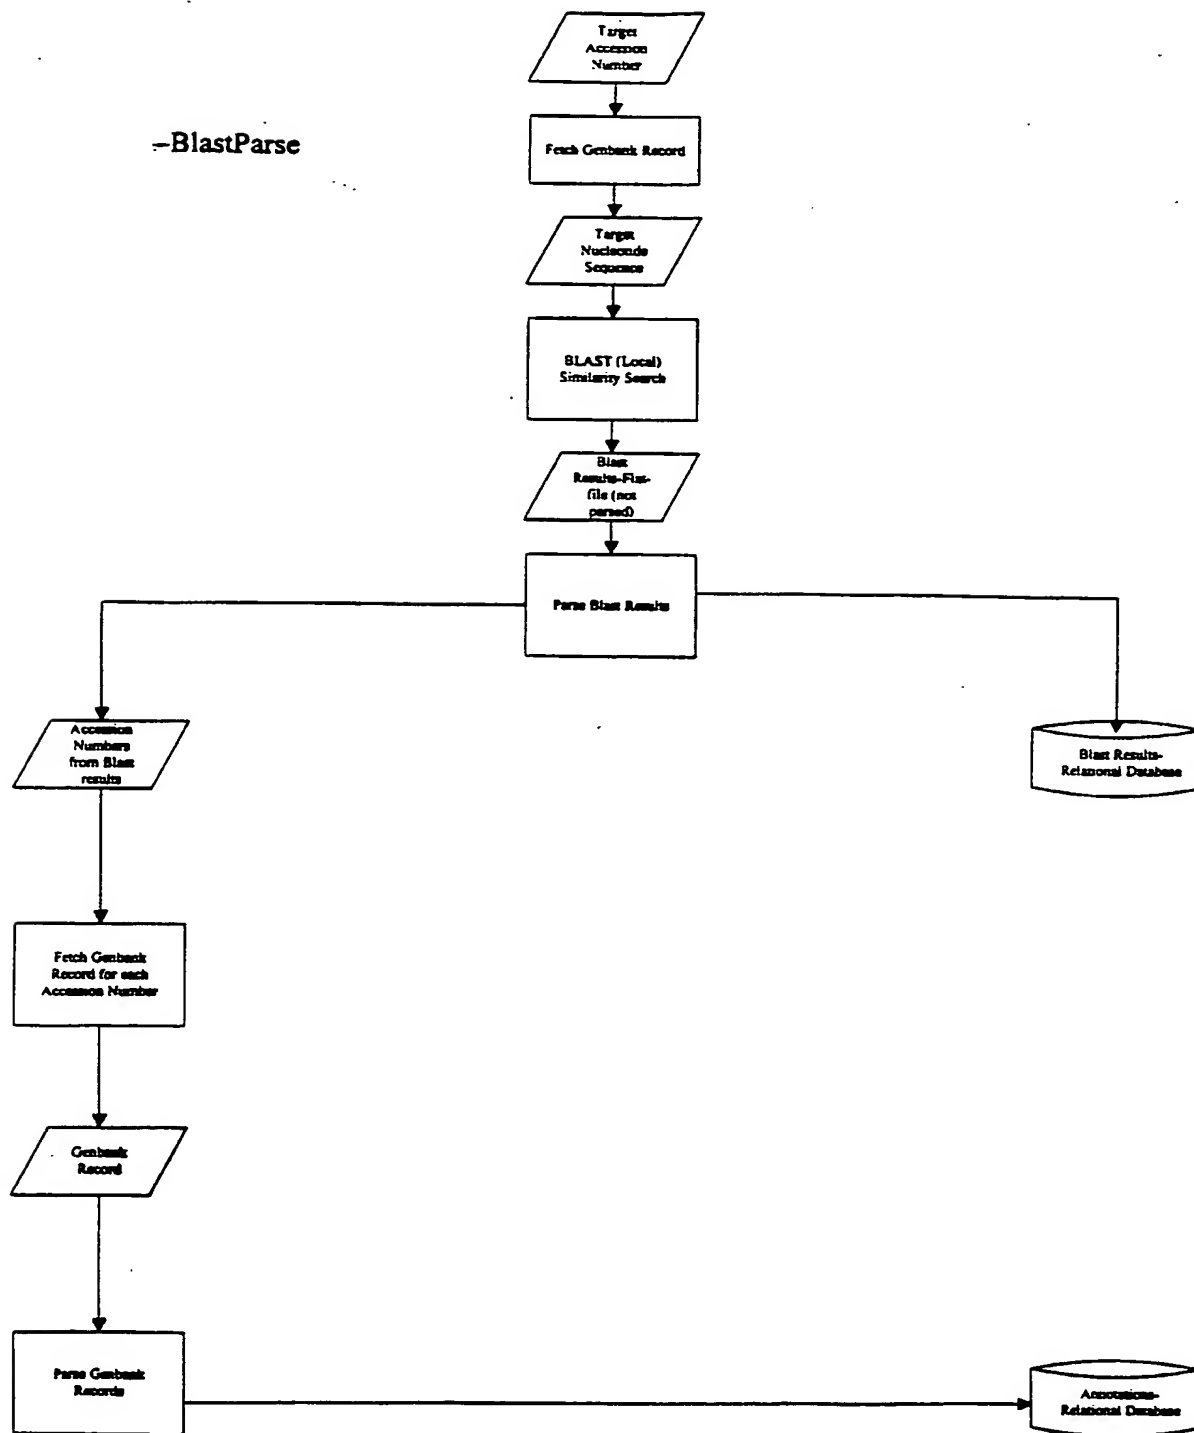 Target
Accession
Number
Fetch Genbank Record
-BlastParse
Target
Nucleotide
Sequence
BLAST (Local)
Similarity Search
Blast
Results-Flat-
file (not
parsed)
Parse Blast Results
Accession
Numbers
from Blast
results
Blast Results-
Relational Database
Fetch Genbank
Record for each
Accession Number
Genbank
Record
Parse Genbank
Records
Annotations-
Relational Database